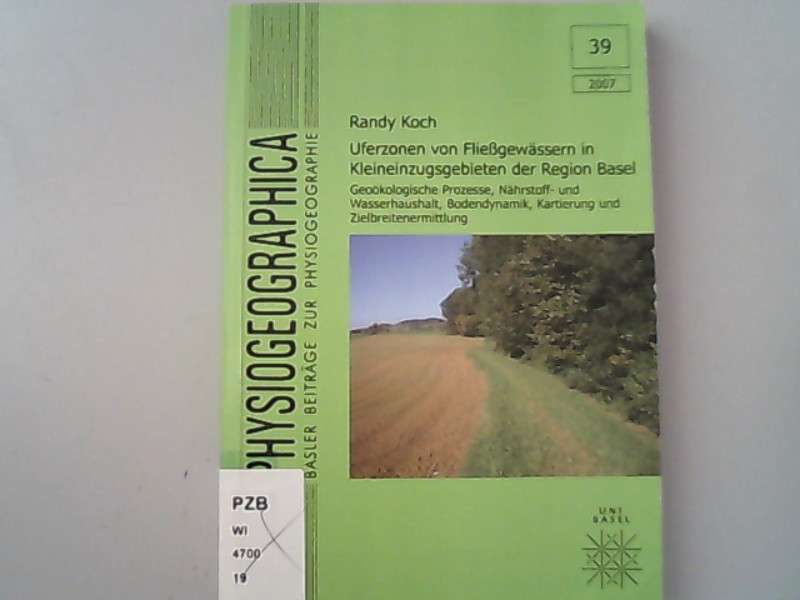 39
2007
Randy Koch
Uferzonen von Fließgewässern in
Kleineinzugsgebieten der Region Basel
Geoökologische Prozesse, Nährstoff- und
Wasserhaushalt, Bodendynamik, Kartierung und
Zielbreitenermittlung
PHYSIOGEOGRAPHICA
BASLER BEITRÄGE ZUR PHYSIOGEOGRAPHIE
PZB
WI
4700
19
UNI
BASEL